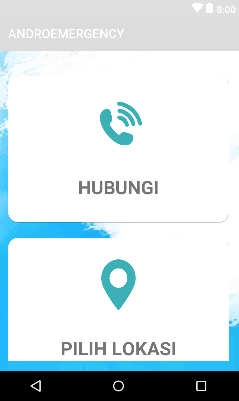 8:00
ANDROEMERGENCY
HUBUNGI
PILIH LOKASI